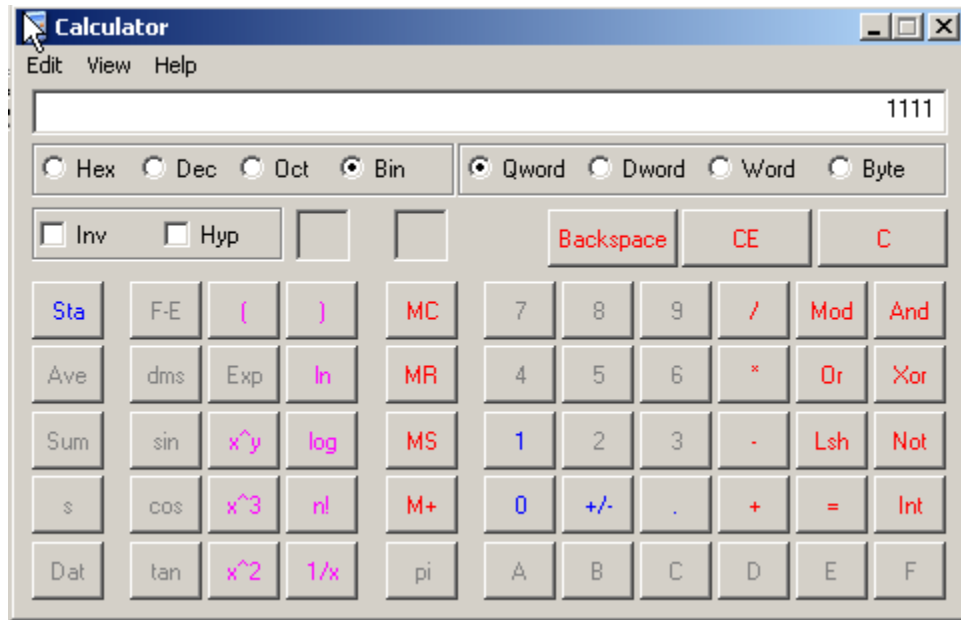 Calculator
Edit View Help
1111
Hex Dec Oct Bin Qword Dword Word Byte
Inv Hyp Backspace CE C
Sta F-E ( ) MC 7 8 9 / Mod And
Ave dms Exp ln MR 4 5 6 * Or Xor
Sum sin x^y log MS 1 2 3 - Lsh Not
s cos x^3 n! M+ 0 +/- . + = Int
Dat tan x^2 1/x pi A B C D E F